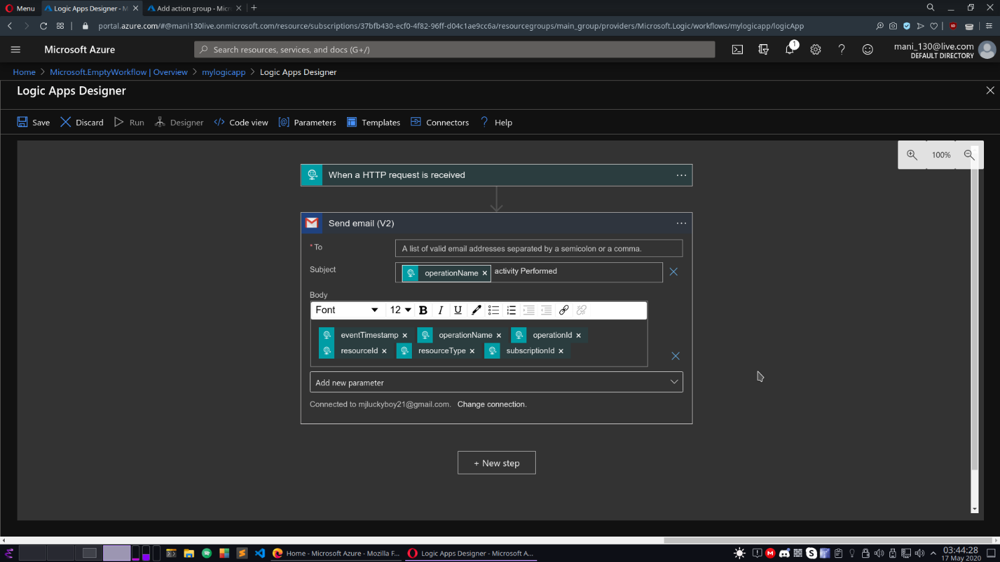 Menu
Logic Apps Designer - M
Add action group - Micr
portal.azure.com/#@mani130live.onmicrosoft.com/resource/subscriptions/37bfb430-ecf0-4f82-96ff-d04c1ae9cc6a/resourcegroups/main_group/providers/Microsoft.Logic/workflows/mylogicapp/logicApp
Microsoft Azure
Search resources, services, and docs (G+/)
1
mani_130@live.com
DEFAULT DIRECTORY
Home > Microsoft.EmptyWorkflow | Overview > mylogicapp > Logic Apps Designer
Logic Apps Designer
Save Discard Run Designer Code view Parameters Templates Connectors Help
100%
When a HTTP request is received
Send email (V2)
* To
A list of valid email addresses separated by a semicolon or a comma.
Subject
operationName × activity Performed
Body
Font 12 B I U
eventTimestamp × operationName × operationId ×
resourceId × resourceType × subscriptionId ×
Add new parameter
Connected to mjluckyboy21@gmail.com. Change connection.
+ New step
Home - Microsoft Azure - Mozilla F...
Logic Apps Designer - Microsoft A...
03:44:28
17 May 2020